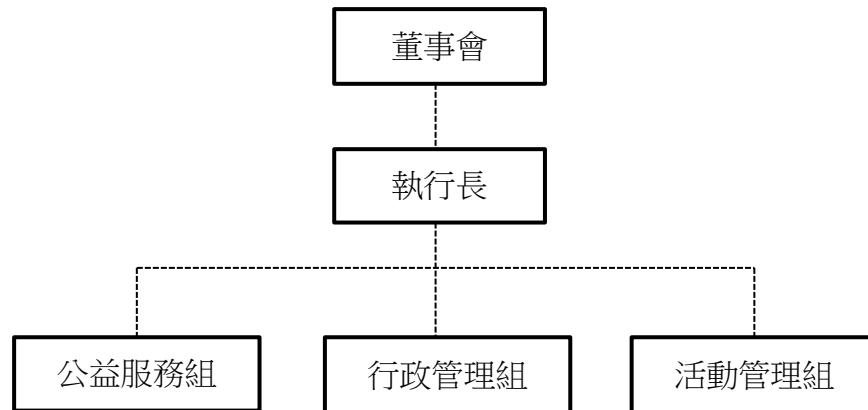 董事會
執行長
公益服務組
行政管理組
活動管理組